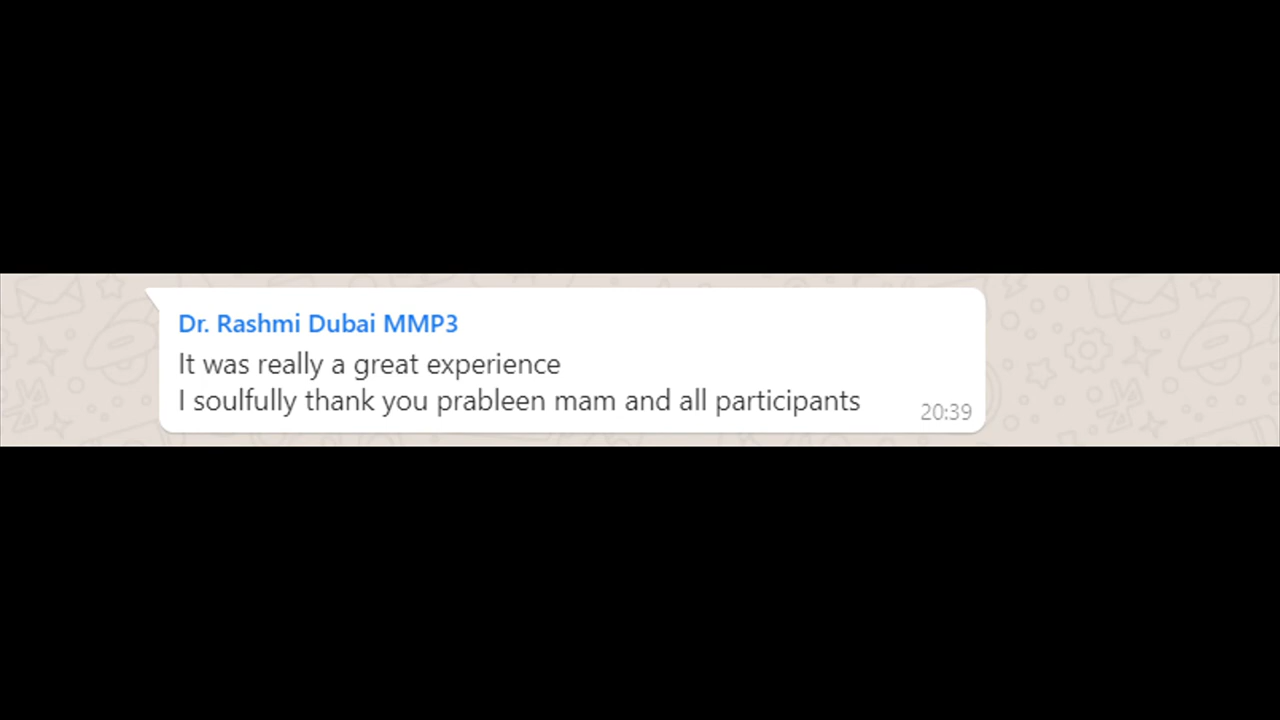 Dr. Rashmi Dubai MMP3
It was really a great experience
I soulfully thank you prableen mam and all participants
20:39